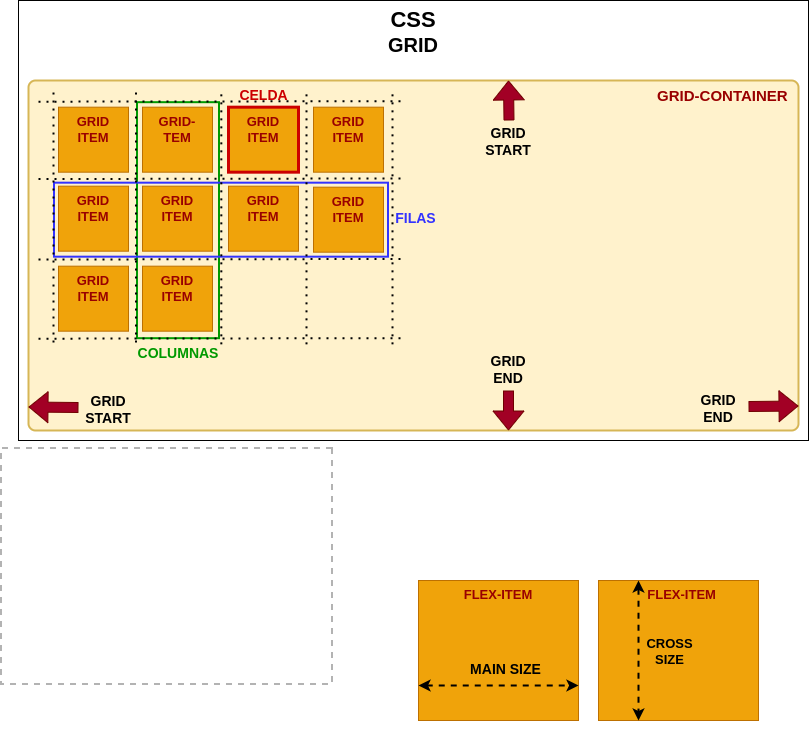 CSS
GRID
CELDA
GRID-CONTAINER
GRID
ITEM
GRID-
TEM
GRID
ITEM
GRID
ITEM
GRID
START
GRID
ITEM
GRID
ITEM
GRID
ITEM
GRID
ITEM
FILAS
GRID
ITEM
GRID
ITEM
COLUMNAS
GRID
END
GRID
START
GRID
END
FLEX-ITEM
MAIN SIZE
FLEX-ITEM
CROSS
SIZE